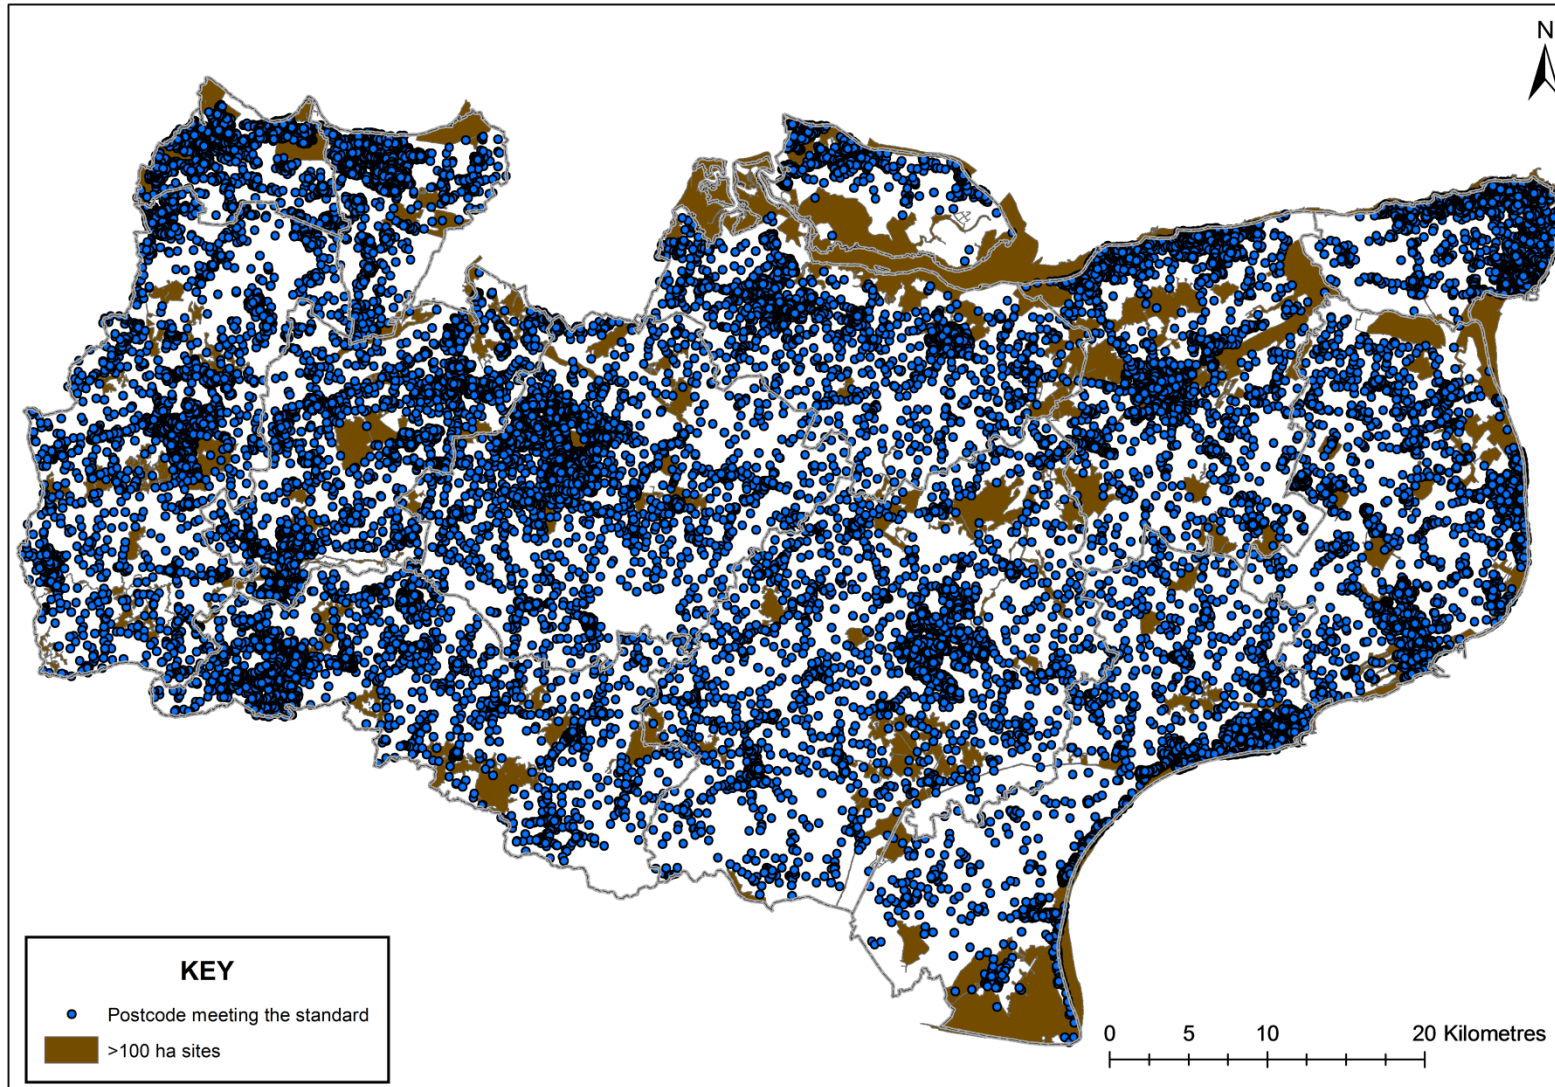 N
KEY
Postcode meeting the standard
>100 ha sites
0 5 10 20 Kilometres